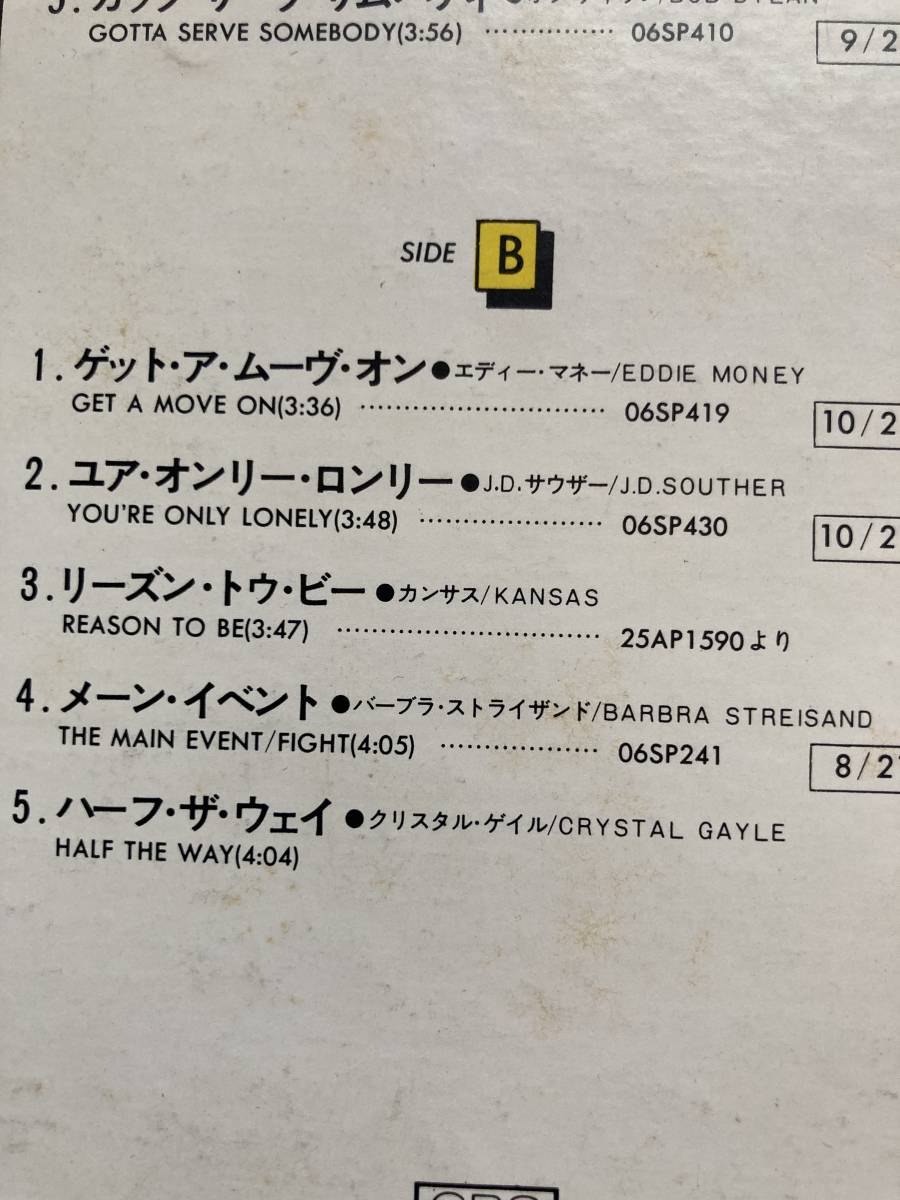 GOTTA SERVE SOMEBODY(3:56) ··············· 06SP410 9/2
SIDE B
1. ゲット・ア・ムーヴ・オン●エディー・マネー/EDDIE MONEY
GET A MOVE ON(3:36) ···························· 06SP419 10/2
2. ユア・オンリー・ロンリー●J.D.サウザー/J.D.SOUTHER
YOU'RE ONLY LONELY(3:48) ····················· 06SP430 10/2
3. リーズン・トゥ・ビー●カンサス/KANSAS
REASON TO BE(3:47) ······························ 25AP1590より
4. メーン・イベント●バーブラ・ストライザンド/BARBRA STREISAND
THE MAIN EVENT/FIGHT(4:05) ·················· 06SP241 8/2
5. ハーフ・ザ・ウェイ●クリスタル・ゲイル/CRYSTAL GAYLE
HALF THE WAY(4:04)